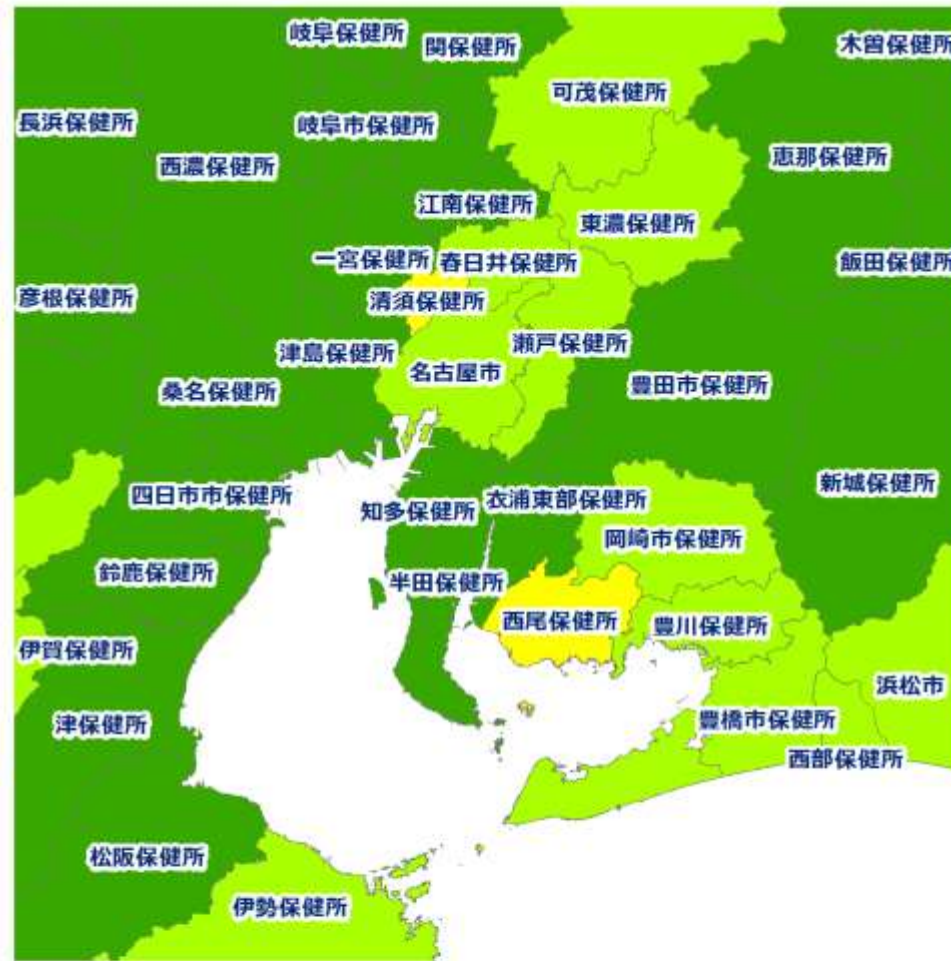 岐阜保健所
関保健所
木曽保健所
可茂保健所
長浜保健所
岐阜市保健所
西濃保健所
恵那保健所
江南保健所
東濃保健所
一宮保健所
春日井保健所
飯田保健所
彦根保健所
清須保健所
津島保健所
瀬戸保健所
名古屋市
桑名保健所
豊田市保健所
四日市市保健所
知多保健所
衣浦東部保健所
新城保健所
岡崎市保健所
鈴鹿保健所
半田保健所
西尾保健所
豊川保健所
伊賀保健所
浜松市
津保健所
豊橋市保健所
西部保健所
松阪保健所
伊勢保健所